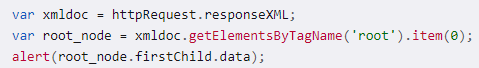 var xmldoc = httpRequest.responseXML;
var root_node = xmldoc.getElementsByTagName('root').item(0);
alert(root_node.firstChild.data);